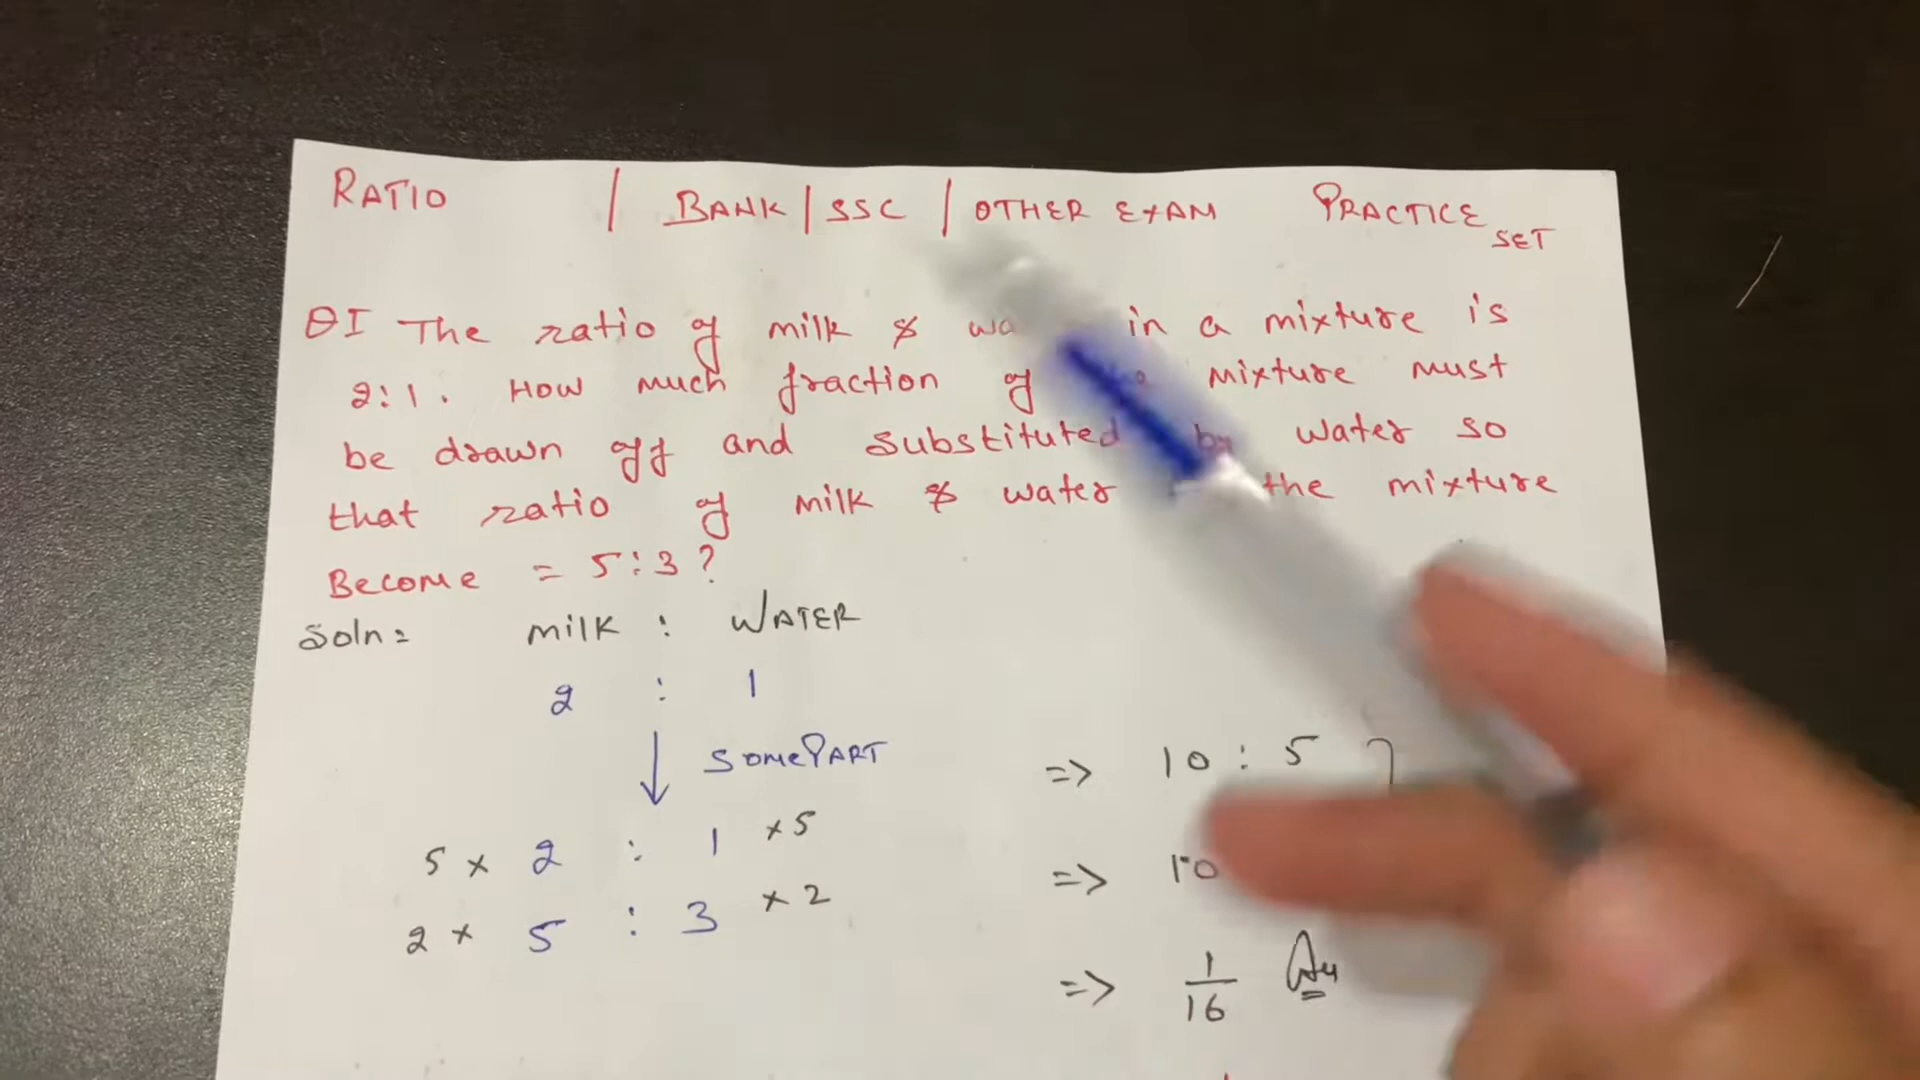 RATIO / BANK / SSC / OTHER EXAM PRACTICE SET
QI The ratio of milk & in a mixture is
2:1. HOW much fraction of mixture must
be drawn off and substituted by water so
that ratio of milk & water the mixture
Become = 5:3?
Soln= milk : WATER
2 : 1
SOMEPART
5 x 2 : 1 x 5
2 x 5 : 3 x 2
=> 10 : 5
=> 10
=> 1/16